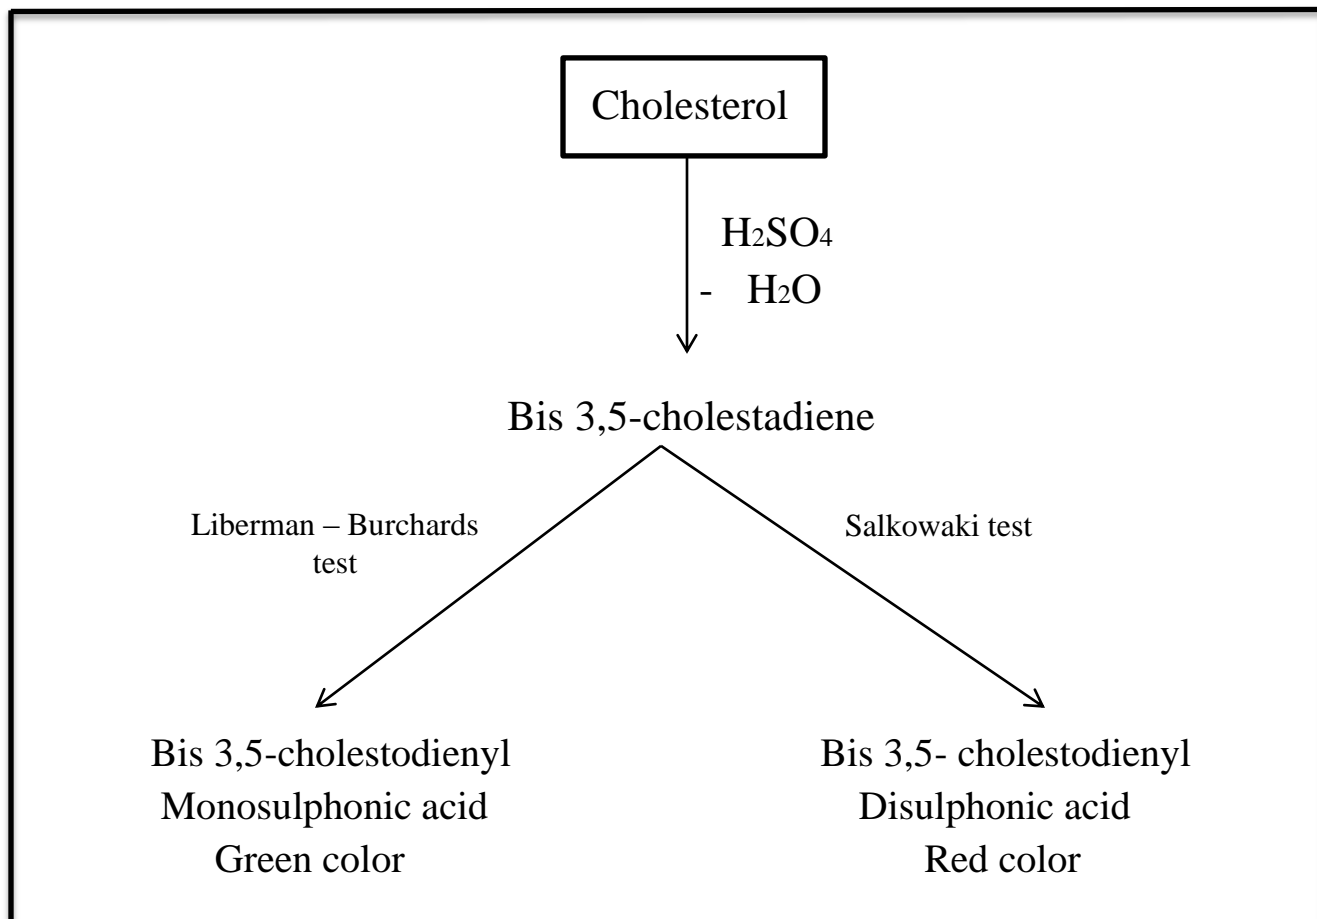 Cholesterol
H₂SO₄
- H₂O
Bis 3,5-cholestadiene
Liberman – Burchards
test
Salkowaki test
Bis 3,5-cholestodienyl
Monosulphonic acid
Green color
Bis 3,5- cholestodienyl
Disulphonic acid
Red color